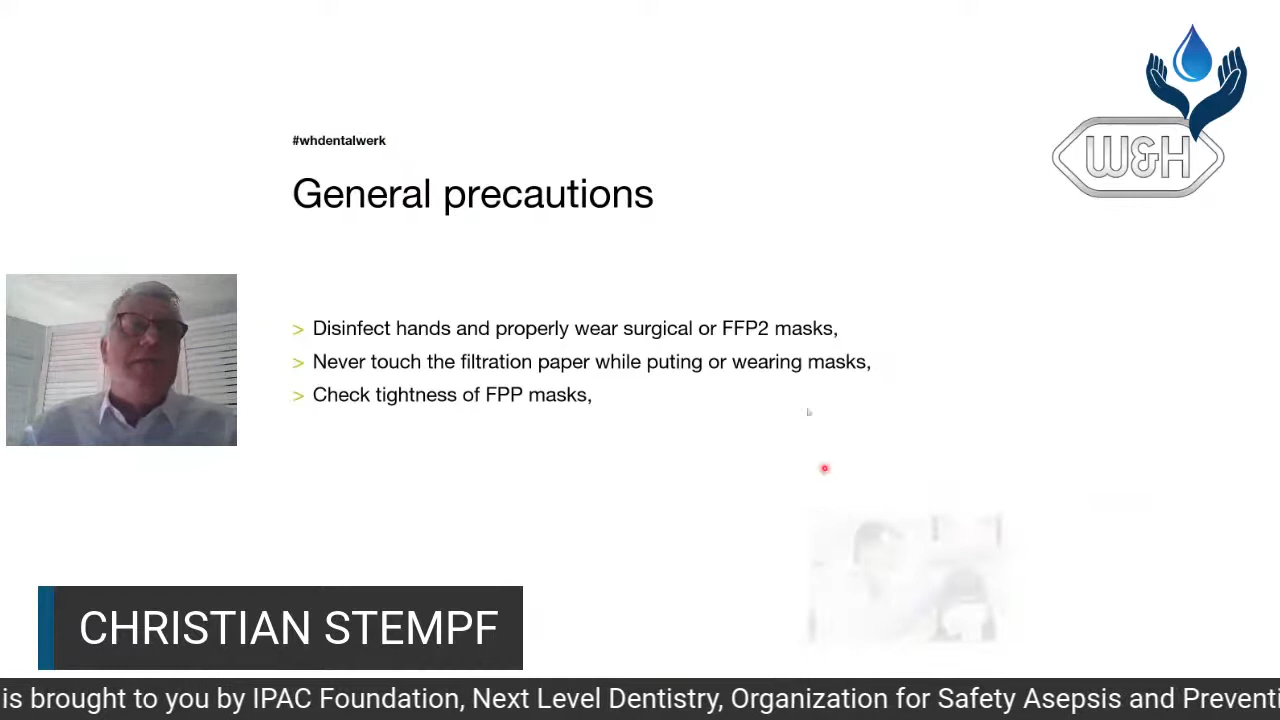 #whdentalwerk
W&H
General precautions
> Disinfect hands and properly wear surgical or FFP2 masks,
> Never touch the filtration paper while puting or wearing masks,
> Check tightness of FPP masks,
CHRISTIAN STEMPF
is brought to you by IPAC Foundation, Next Level Dentistry, Organization for Safety Asepsis and Preventi